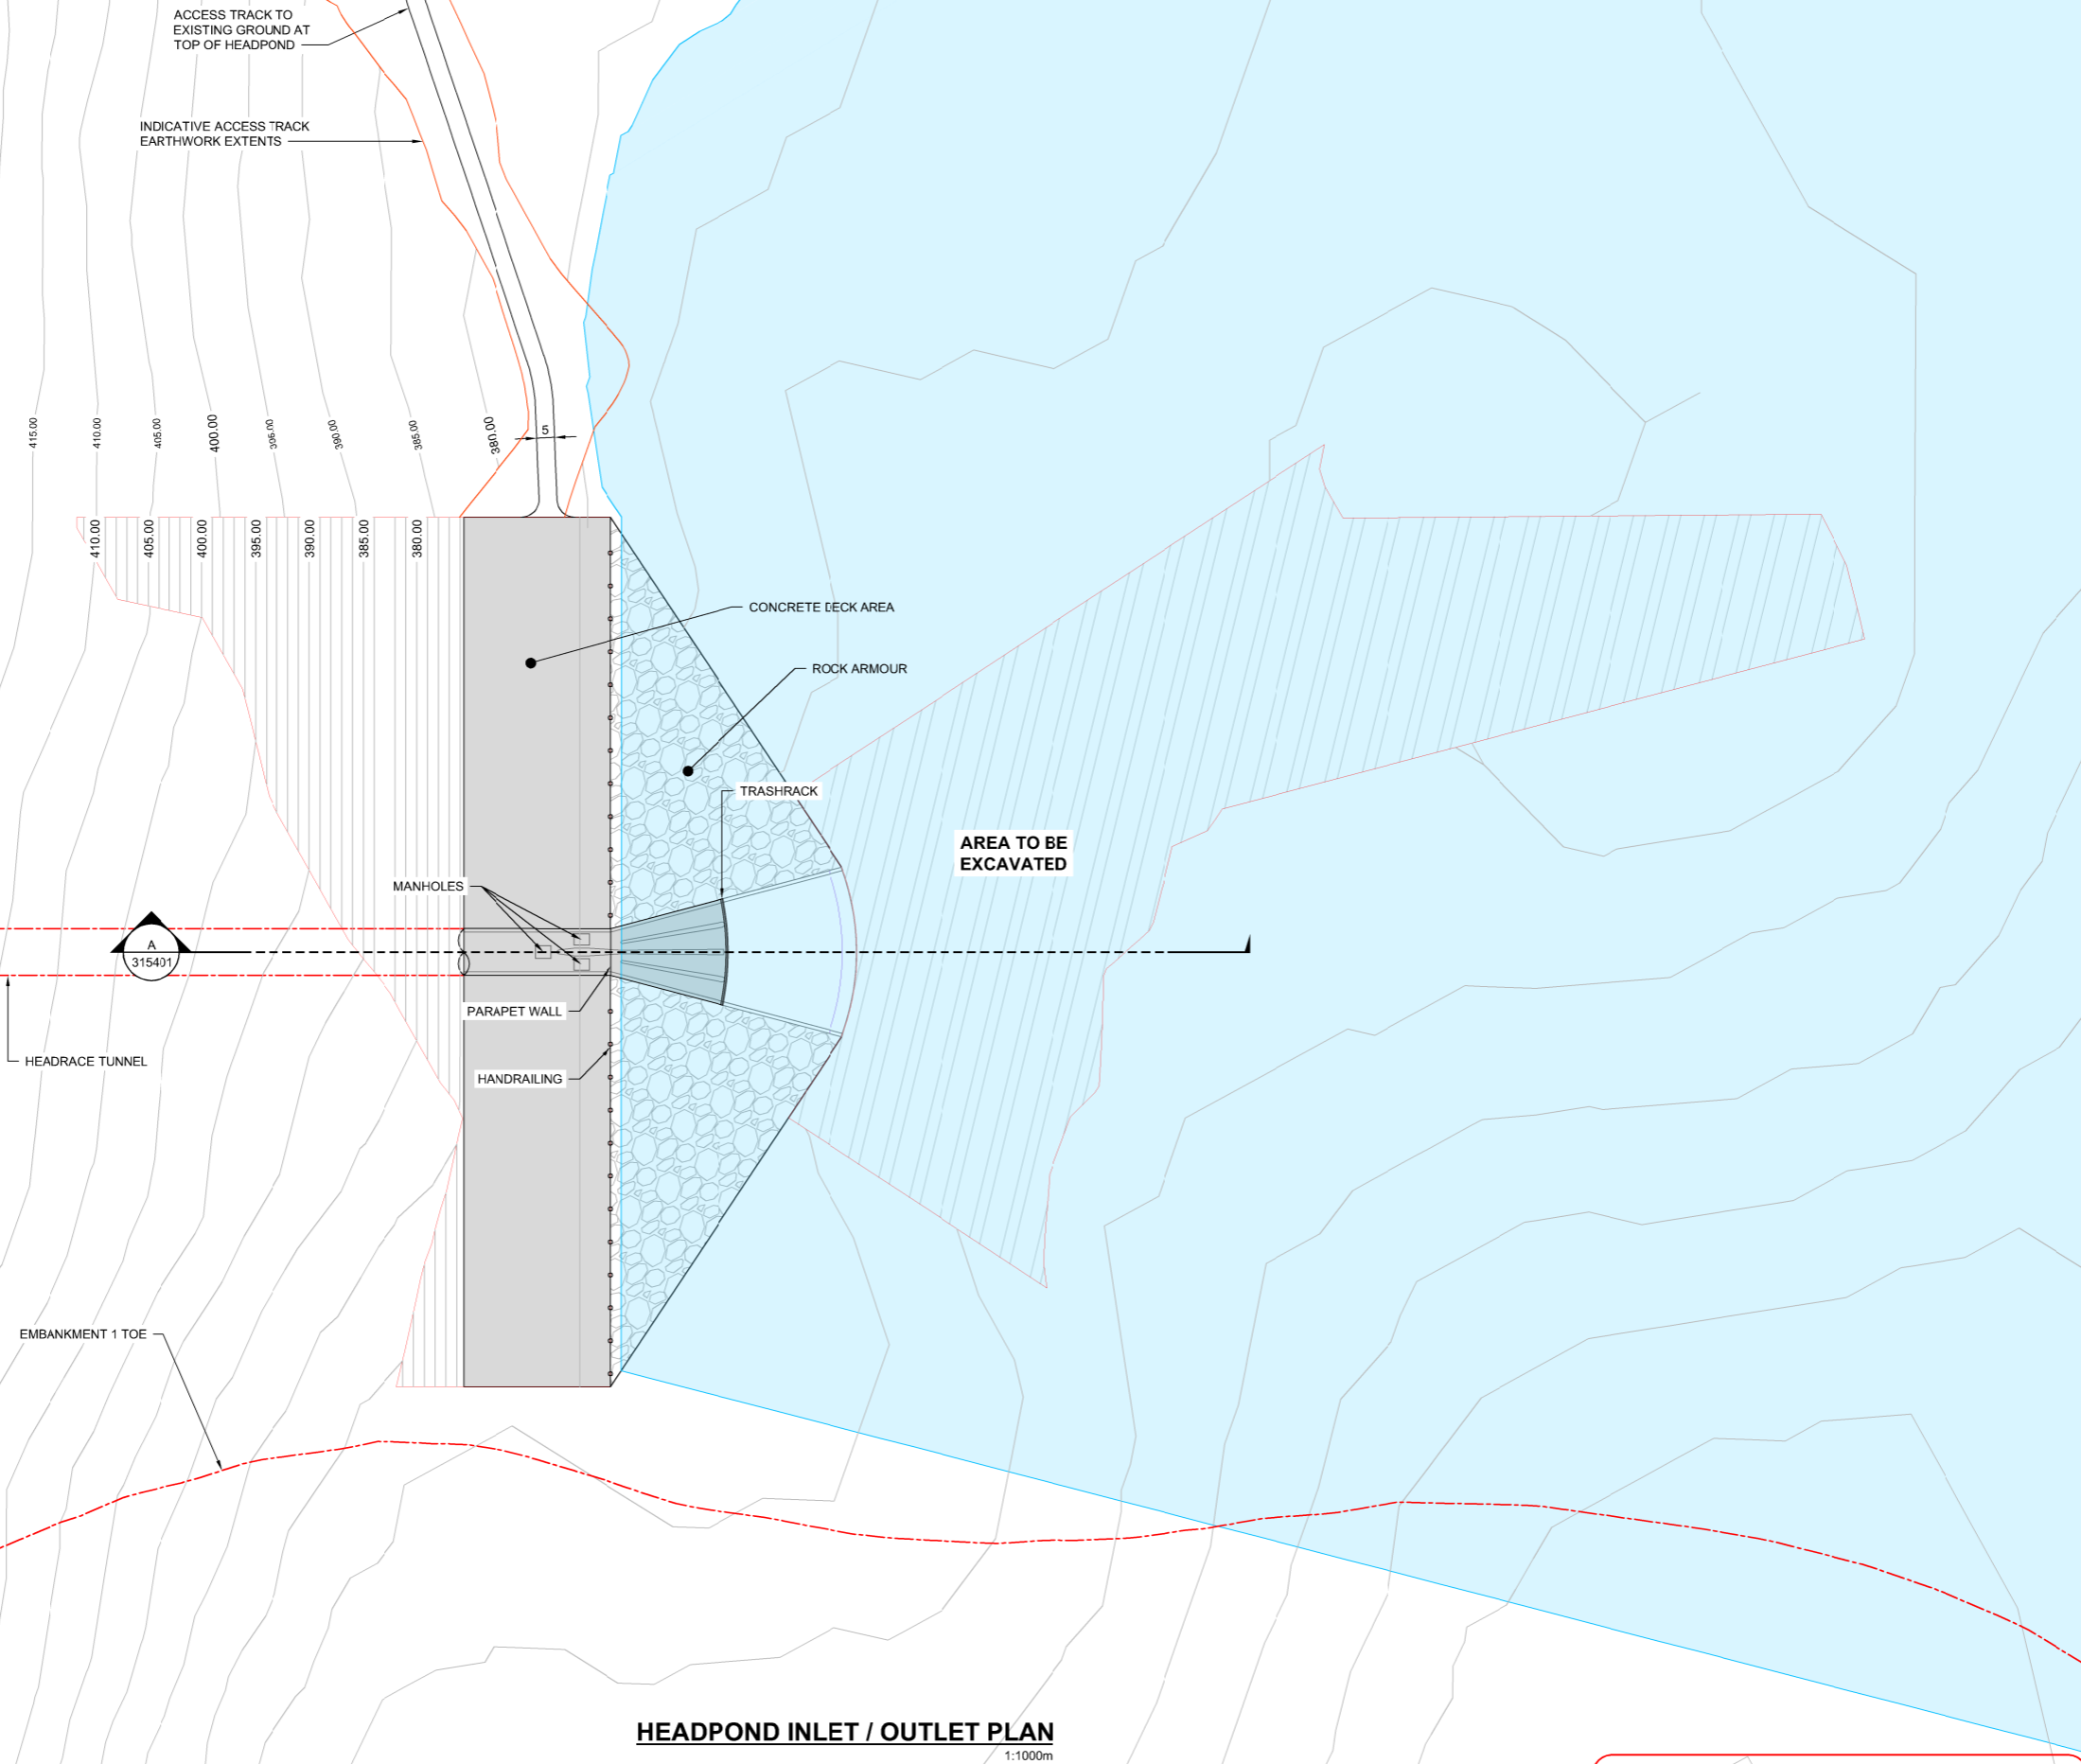 ACCESS TRACK TO
EXISTING GROUND AT
TOP OF HEADPOND
INDICATIVE ACCESS TRACK
EARTHWORK EXTENTS
415.00
410.00
405.00
400.00
395.00
390.00
385.00
380.00
5
410.00
405.00
400.00
395.00
390.00
385.00
380.00
CONCRETE DECK AREA
ROCK ARMOUR
TRASHRACK
AREA TO BE
EXCAVATED
MANHOLES
A
315401
PARAPET WALL
HEADRACE TUNNEL
HANDRAILING
EMBANKMENT 1 TOE
HEADPOND INLET / OUTLET PLAN
1:1000m